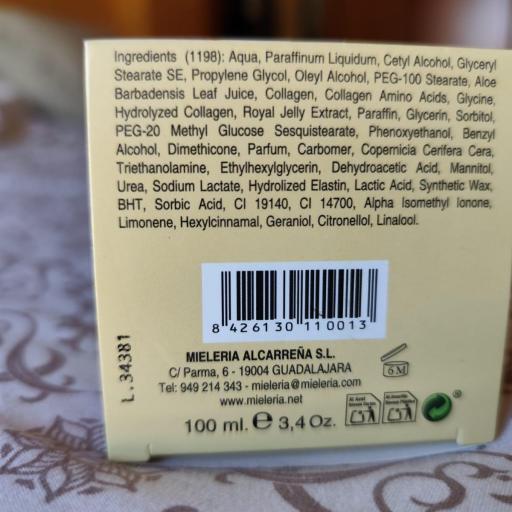 Ingredients (1198): Aqua, Paraffinum Liquidum, Cetyl Alcohol, Glyceryl
Stearate SE, Propylene Glycol, Oleyl Alcohol, PEG-100 Stearate, Aloe
Barbadensis Leaf Juice, Collagen, Collagen Amino Acids, Glycine,
Hydrolyzed Collagen, Royal Jelly Extract, Paraffin, Glycerin, Sorbitol,
PEG-20 Methyl Glucose Sesquistearate, Phenoxyethanol, Benzyl
Alcohol, Dimethicone, Parfum, Carbomer, Copernicia Cerifera Cera,
Triethanolamine, Ethylhexylglycerin, Dehydroacetic Acid, Mannitol,
Urea, Sodium Lactate, Hydrolized Elastin, Lactic Acid, Synthetic Wax,
BHT, Sorbic Acid, CI 19140, CI 14700, Alpha Isomethyl Ionone,
Limonene, Hexylcinnamal, Geraniol, Citronellol, Linalool.
8 426130 110013
L.34381
MIELERIA ALCARREÑA S.L.
C/ Parma, 6 - 19004 GUADALAJARA
Tel: 949 214 343 - mieleria@mieleria.com
www.mieleria.net
6M
100 ml. e 3,4 Oz.